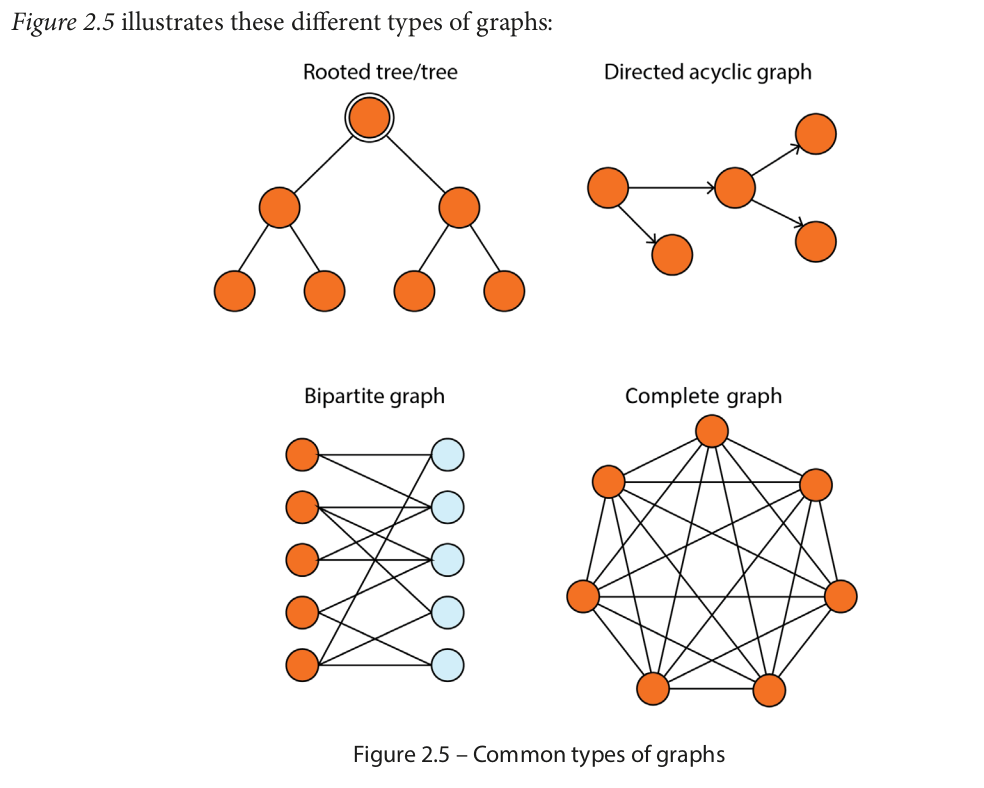 Figure 2.5 illustrates these different types of graphs:
Rooted tree/tree
Directed acyclic graph
Bipartite graph
Complete graph
Figure 2.5 – Common types of graphs